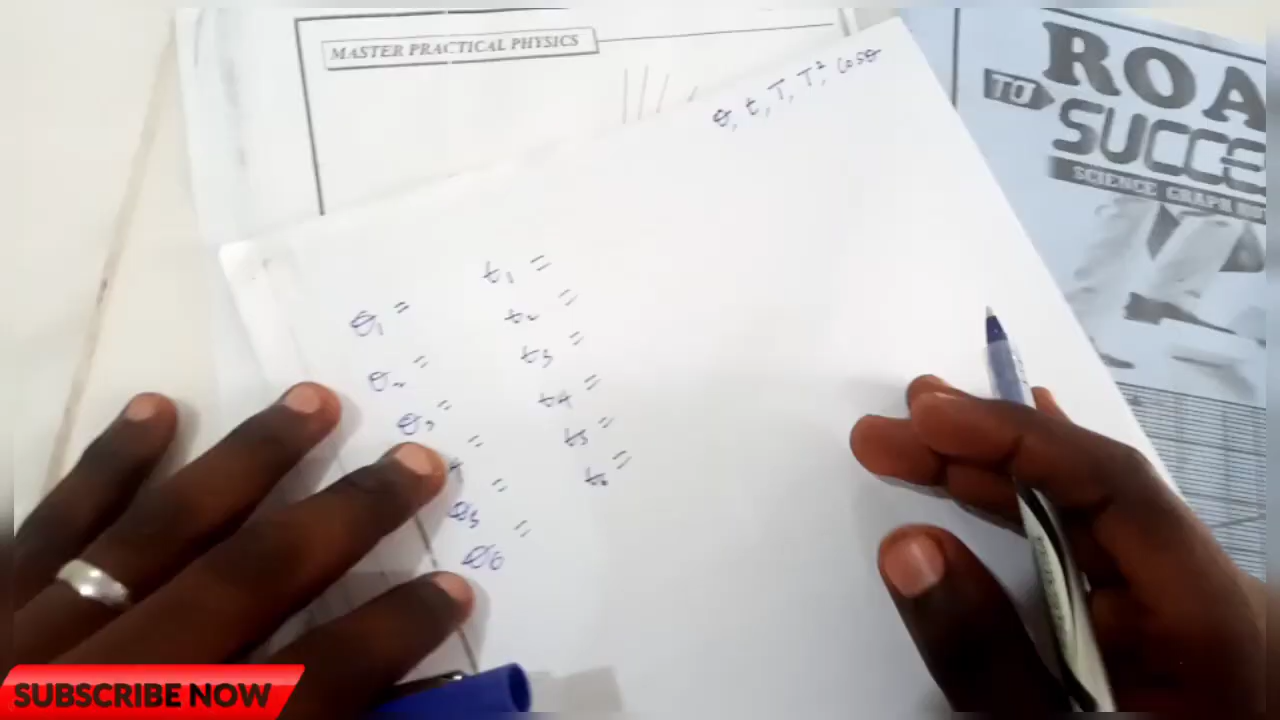 MASTER PRACTICAL PHYSICS
ROA
TO
SUCCE
SCIENCE GRAPH BO
θ, t, T, T², cosθ
θ₁ =
t₁ =
θ₂ =
t₂ =
θ₃ =
t₃ =
=
t₄ =
θ₅ =
t₅ =
θ₆ =
t₆ =
SUBSCRIBE NOW